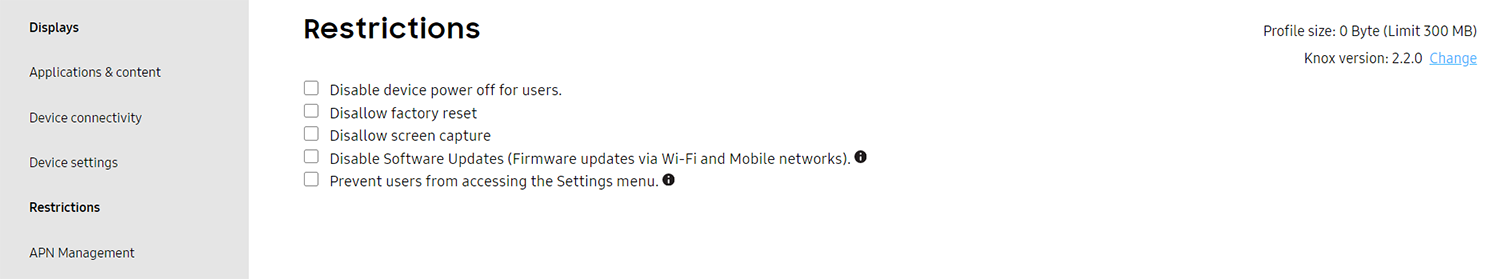 Displays
Applications & content
Device connectivity
Device settings
Restrictions
APN Management
Restrictions
Profile size: 0 Byte (Limit 300 MB)
Knox version: 2.2.0 Change
Disable device power off for users.
Disallow factory reset
Disallow screen capture
Disable Software Updates (Firmware updates via Wi-Fi and Mobile networks).
Prevent users from accessing the Settings menu.